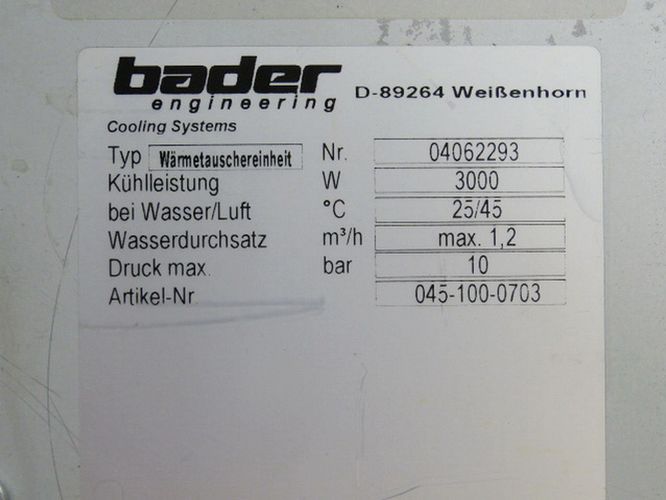 bader
engineering
D-89264 Weißenhorn
Cooling Systems
Typ Wärmetauschereinheit Nr. 04062293
Kühlleistung W 3000
bei Wasser/Luft °C 25/45
Wasserdurchsatz m³/h max. 1,2
Druck max. bar 10
Artikel-Nr. 045-100-0703